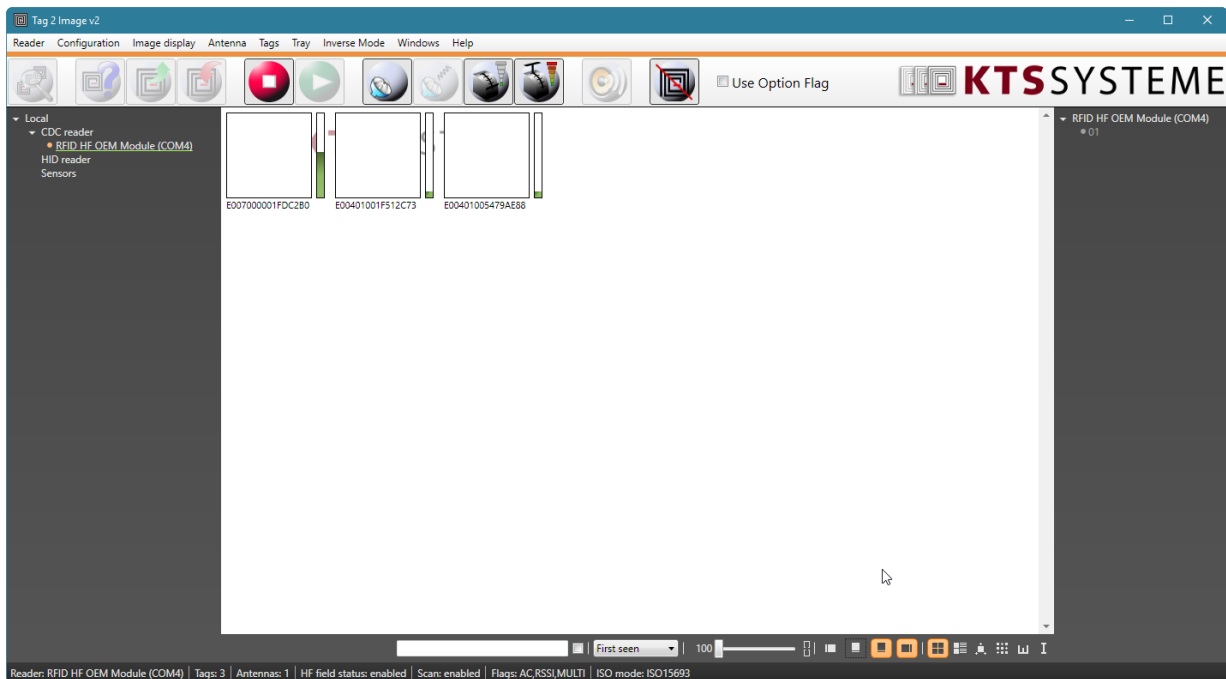 Tag 2 Image v2
Reader Configuration Image display Antenna Tags Tray Inverse Mode Windows Help
Use Option Flag
KTSSYSTEME
Local
CDC reader
RFID HF OEM Module (COM4)
HID reader
Sensors
E007000001FDC2B0 E00401001F512C73 E00401005479AE88
RFID HF OEM Module (COM4)
01
First seen 100
Reader: RFID HF OEM Module (COM4) | Tags: 3 | Antennas: 1 | HF field status: enabled | Scan: enabled | Flags: AC,RSSI,MULTI | ISO mode: ISO15693